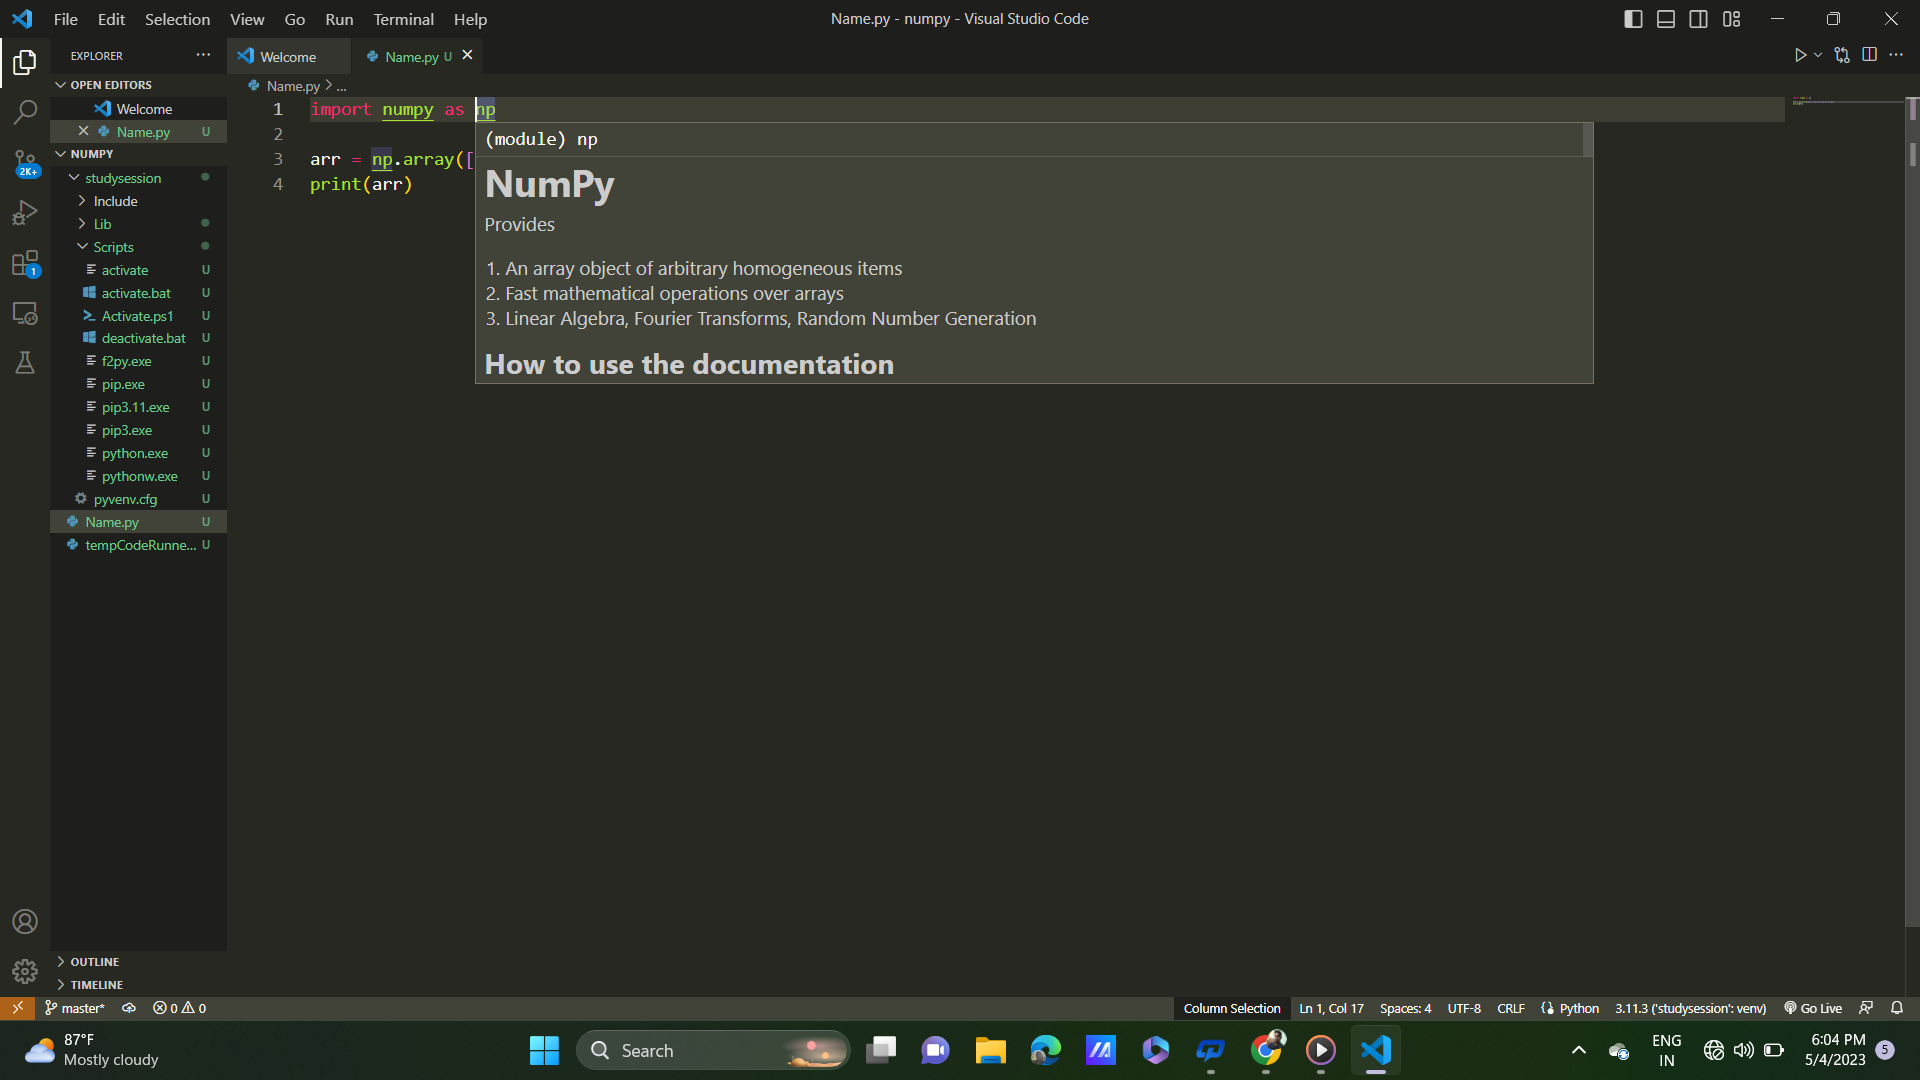 File Edit Selection View Go Run Terminal Help
Name.py - numpy - Visual Studio Code
EXPLORER
Welcome
Name.py U
OPEN EDITORS
Welcome
Name.py U
NUMPY
studysession
Include
Lib
Scripts
activate U
activate.bat U
Activate.ps1 U
deactivate.bat U
f2py.exe U
pip.exe U
pip3.11.exe U
pip3.exe U
python.exe U
pythonw.exe U
pyvenv.cfg U
Name.py U
tempCodeRunne... U
OUTLINE
TIMELINE
2K+
1
Name.py > ...
1 import numpy as np
2
3 arr = np.array([
4 print(arr)
(module) np
NumPy
Provides
1. An array object of arbitrary homogeneous items
2. Fast mathematical operations over arrays
3. Linear Algebra, Fourier Transforms, Random Number Generation
How to use the documentation
master* 0 0
Column Selection Ln 1, Col 17 Spaces: 4 UTF-8 CRLF Python 3.11.3 ('studysession': venv) Go Live
87°F
Mostly cloudy
Search
ENG
IN
6:04 PM
5/4/2023
5